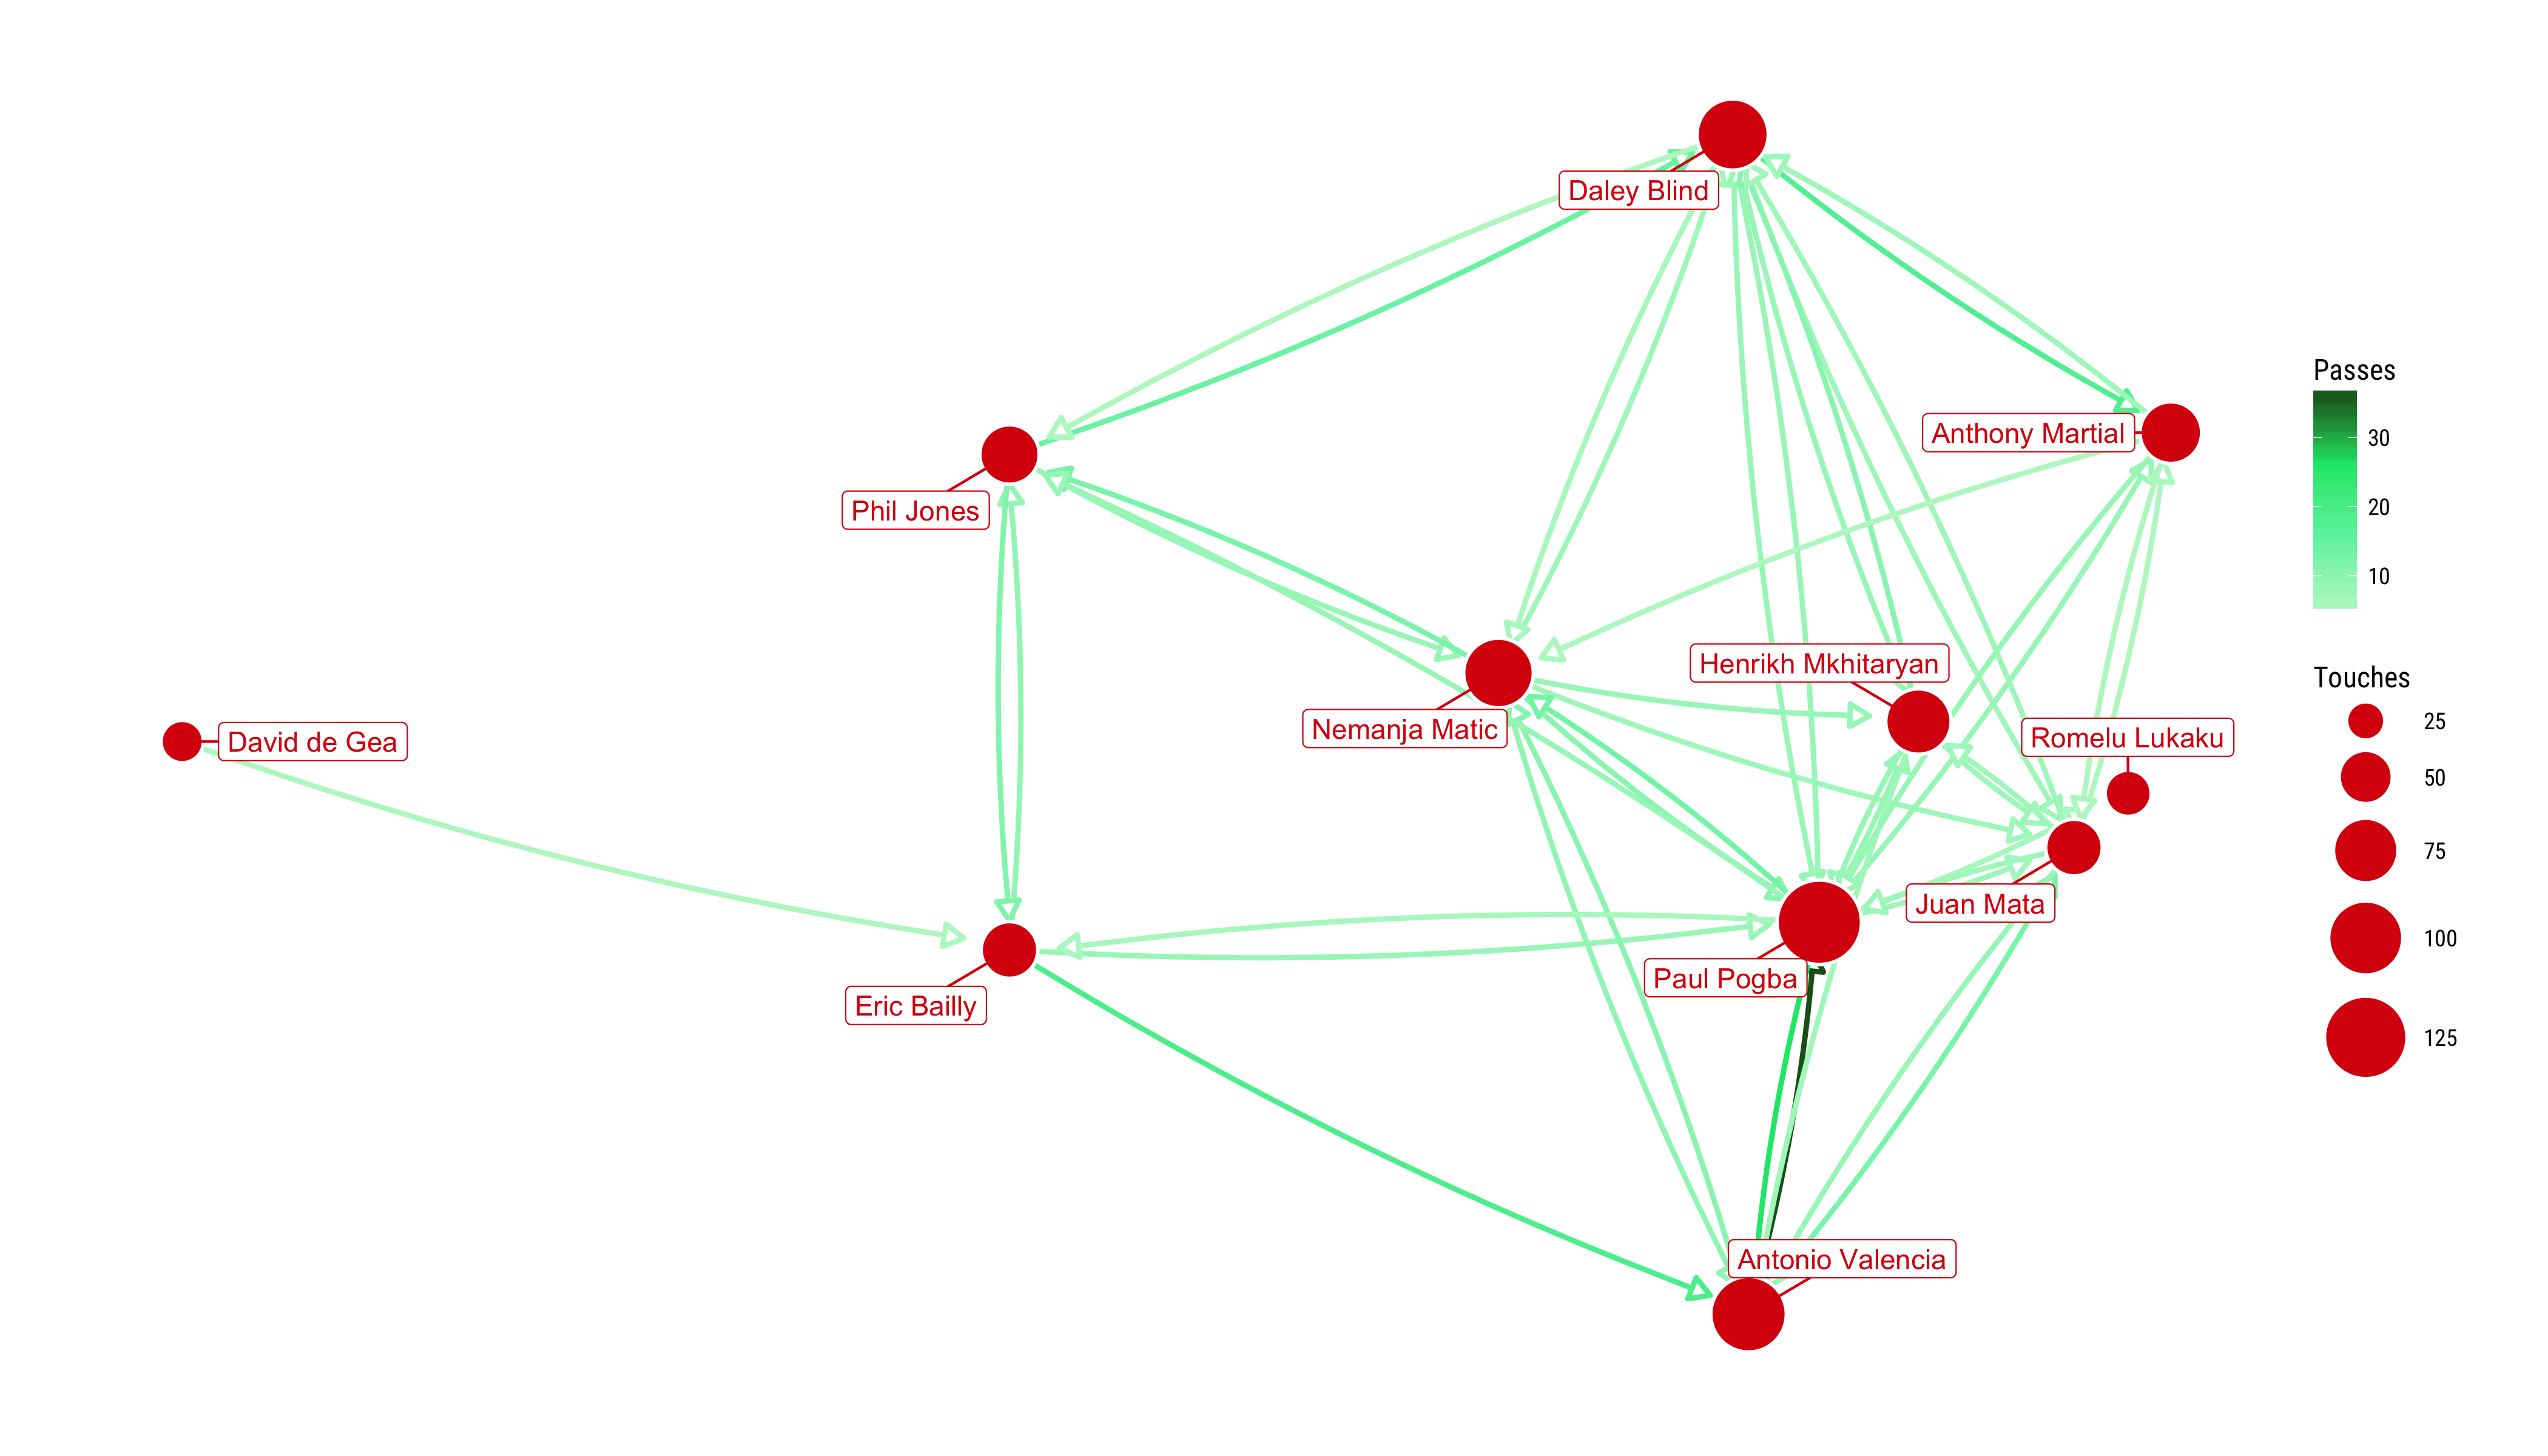 Daley Blind
Anthony Martial
Phil Jones
Henrikh Mkhitaryan
Nemanja Matic
David de Gea
Romelu Lukaku
Juan Mata
Paul Pogba
Eric Bailly
Antonio Valencia
Passes
30
20
10
Touches
25
50
75
100
125